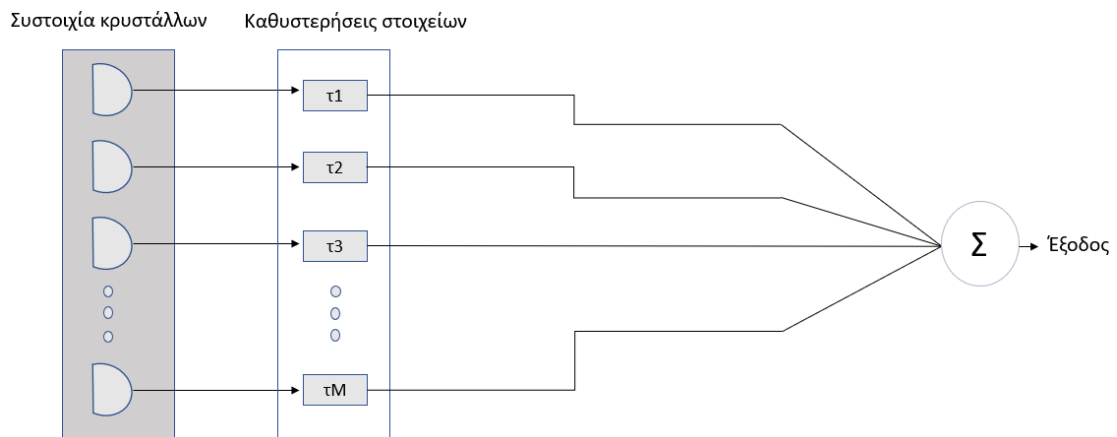 Συστοιχία κρυστάλλων
Καθυστερήσεις στοιχείων
τ1
τ2
τ3
τM
Σ
Έξοδος